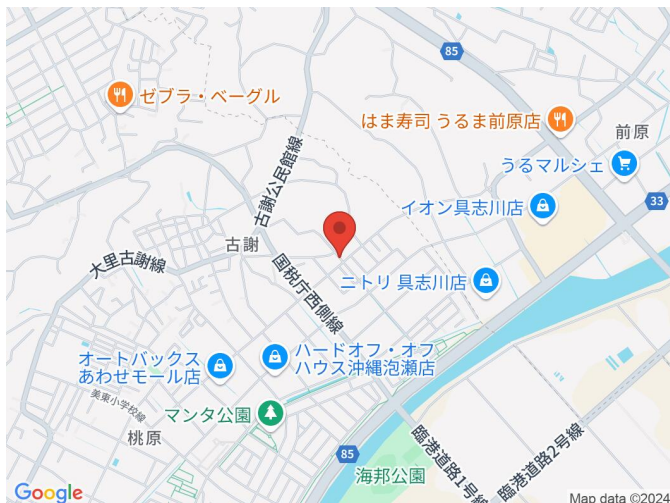 85
ゼブラ・ベーグル
はま寿司 うるま前原店
前原
うるマルシェ
古謝公民館線
イオン具志川店
33
古謝
大里古謝線
国税庁西側線
ニトリ 具志川店
オートバックス
あわせモール店
ハードオフ・オフ
ハウス沖縄泡瀬店
美東小学校線
マンタ公園
桃原
85
海邦公園
臨港道路1号線
臨港道路2号線
Google
Map data ©2024